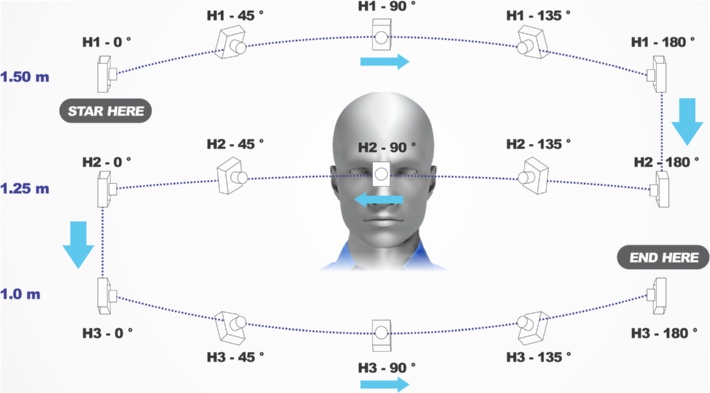 H1 - 0 °
H1 - 45 °
H1 - 90 °
H1 - 135 °
H1 - 180 °
1.50 m
STAR HERE
H2 - 0 °
H2 - 45 °
H2 - 90 °
H2 - 135 °
H2 - 180 °
1.25 m
END HERE
1.0 m
H3 - 0 °
H3 - 45 °
H3 - 90 °
H3 - 135 °
H3 - 180 °